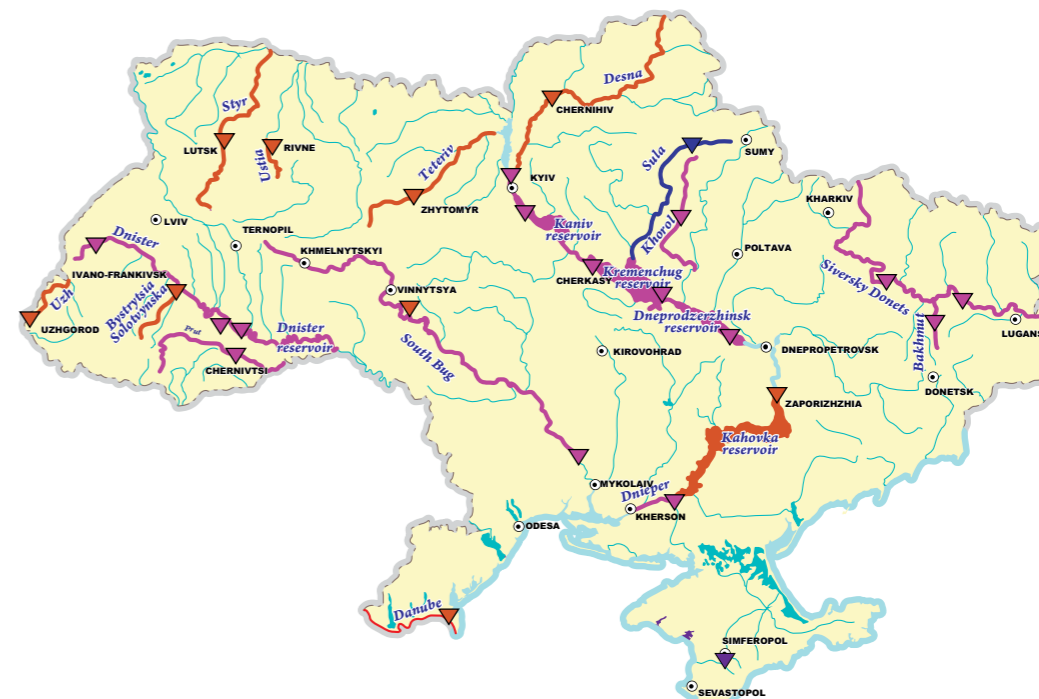 Desna
CHERNIHIV
Styr
LUTSK
RIVNE
Ustia
Teteriv
ZHYTOMYR
KYIV
Sula
SUMY
Khorol
KHARKIV
LVIV
TERNOPIL
Dnister
KHMELNYTSKYI
Kaniv
reservoir
POLTAVA
Siversky Donets
IVANO-FRANKIVSK
Uzh
UZHGOROD
Bystrytsia
Solotvynska
VINNYTSYA
CHERKASY
Kremenchug
reservoir
Dneprodzerzhinsk
reservoir
Bakhmut
LUGANS
Prut
Dnister
reservoir
CHERNIVTSI
South Bug
KIROVOHRAD
DNEPROPETROVSK
DONETSK
ZAPORIZHZHIA
Kahovka
reservoir
MYKOLAIV
Dnieper
KHERSON
ODESA
Danube
SIMFEROPOL
SEVASTOPOL